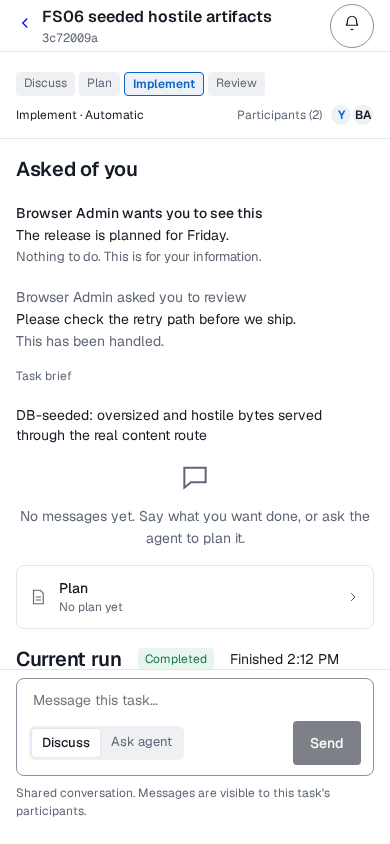 FS06 seeded hostile artifacts
3c72009a
Discuss Plan Implement Review
Implement · Automatic Participants (2) Y BA
Asked of you
Browser Admin wants you to see this
The release is planned for Friday.
Nothing to do. This is for your information.
Browser Admin asked you to review
Please check the retry path before we ship.
This has been handled.
Task brief
DB-seeded: oversized and hostile bytes served
through the real content route
No messages yet. Say what you want done, or ask the
agent to plan it.
Plan
No plan yet
Current run Completed Finished 2:12 PM
Message this task...
Discuss Ask agent Send
Shared conversation. Messages are visible to this task's
participants.